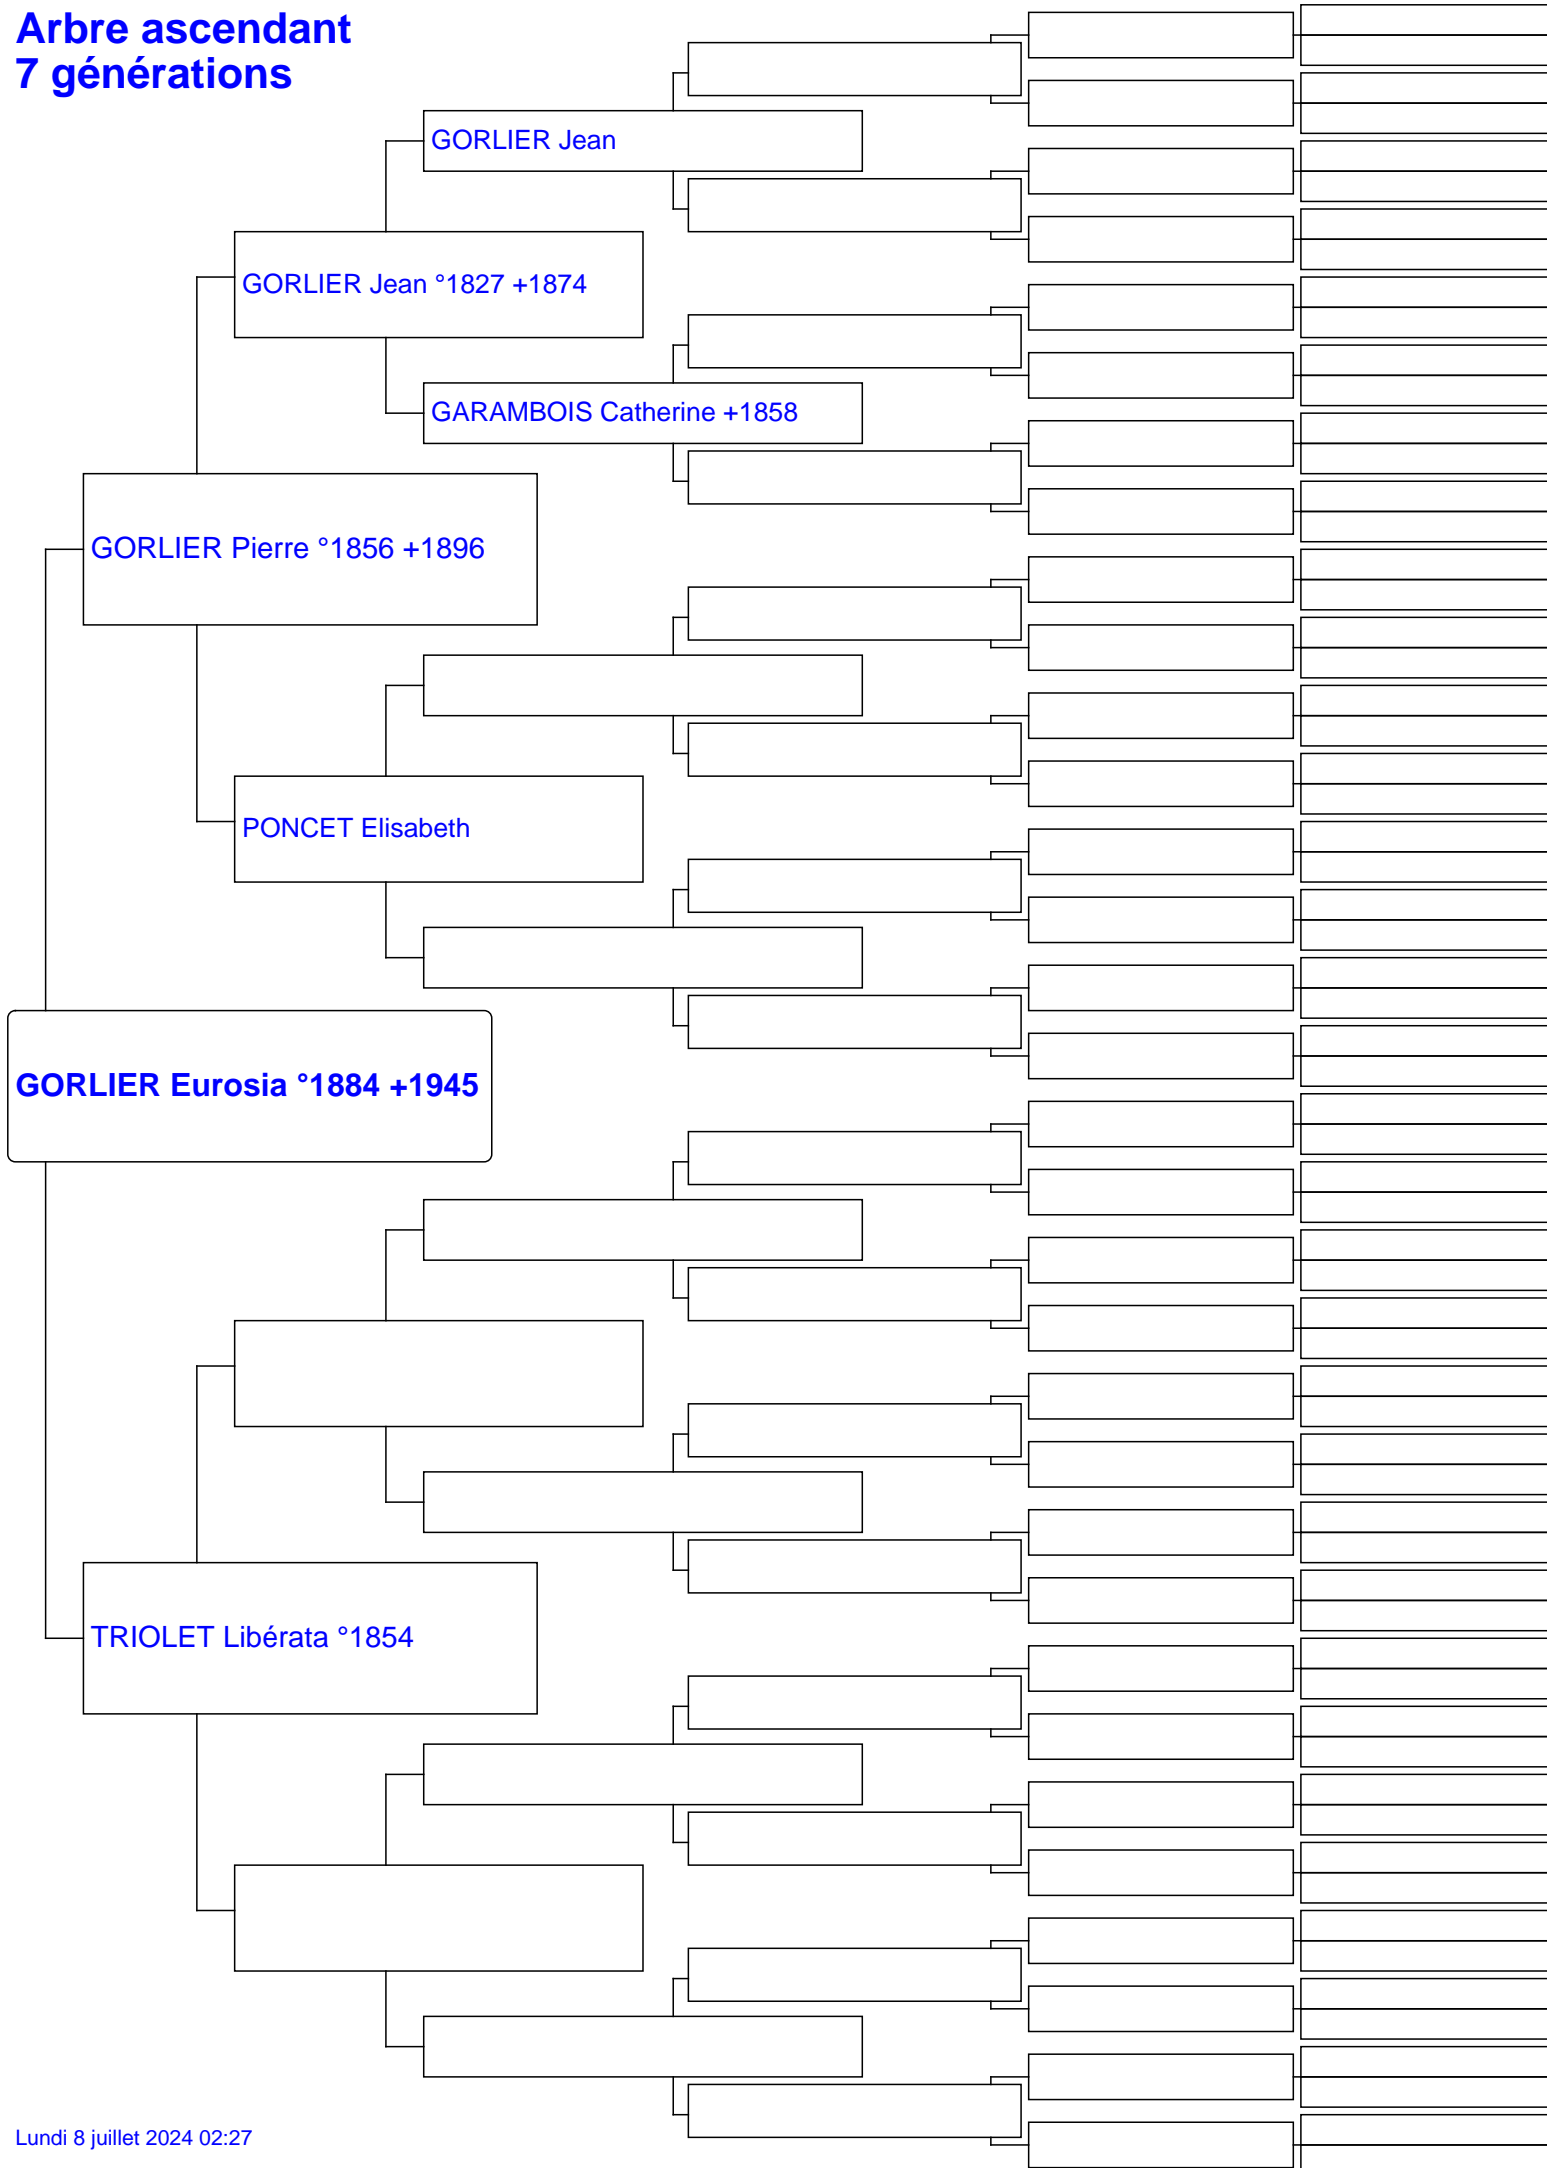 Arbre ascendant
7 générations
GORLIER Jean
GORLIER Jean °1827 +1874
GARAMBOIS Catherine +1858
GORLIER Pierre °1856 +1896
PONCET Elisabeth
GORLIER Eurosia °1884 +1945
TRIOLET Libérata °1854
Lundi 8 juillet 2024 02:27